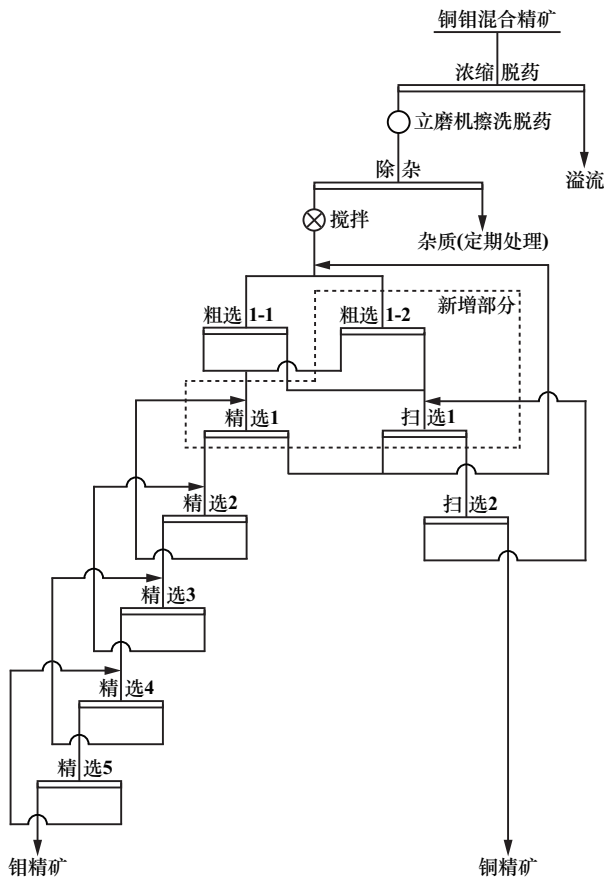 铜钼混合精矿
浓缩 脱药
立磨机擦洗脱药
溢流
除 杂
搅拌
杂质(定期处理)
新增部分
粗选 1-1
粗选 1-2
精 选1
扫 选1
精 选2
扫 选2
精 选3
精 选4
精 选5
钼精矿
铜精矿